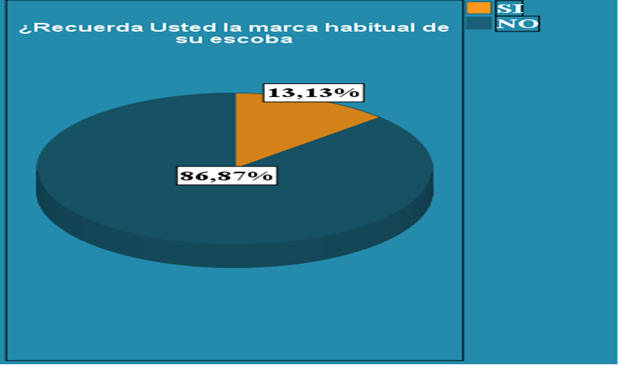 ¿Recuerda Usted la marca habitual de
su escoba
SI
NO
13,13%
86,87%